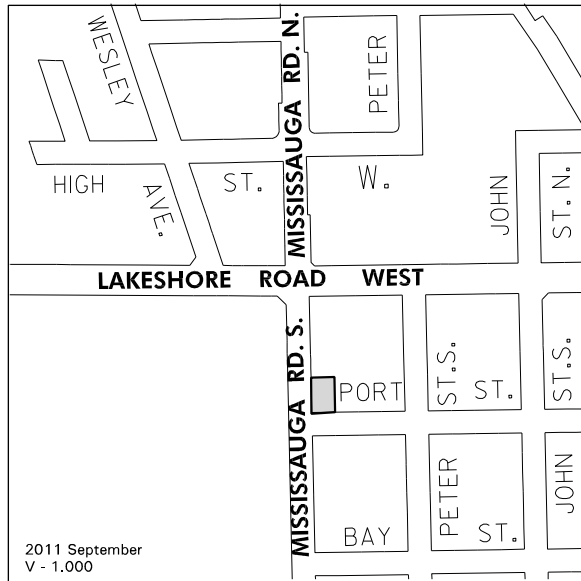 WESLEY AVE.
MISSISSAUGA RD. N.
PETER
HIGH ST. W.
JOHN
ST. N.
LAKESHORE ROAD WEST
MISSISSAUGA RD. S.
PORT ST.
ST.S.
ST.S.
PETER
JOHN
BAY ST.
2011 September
V - 1.000